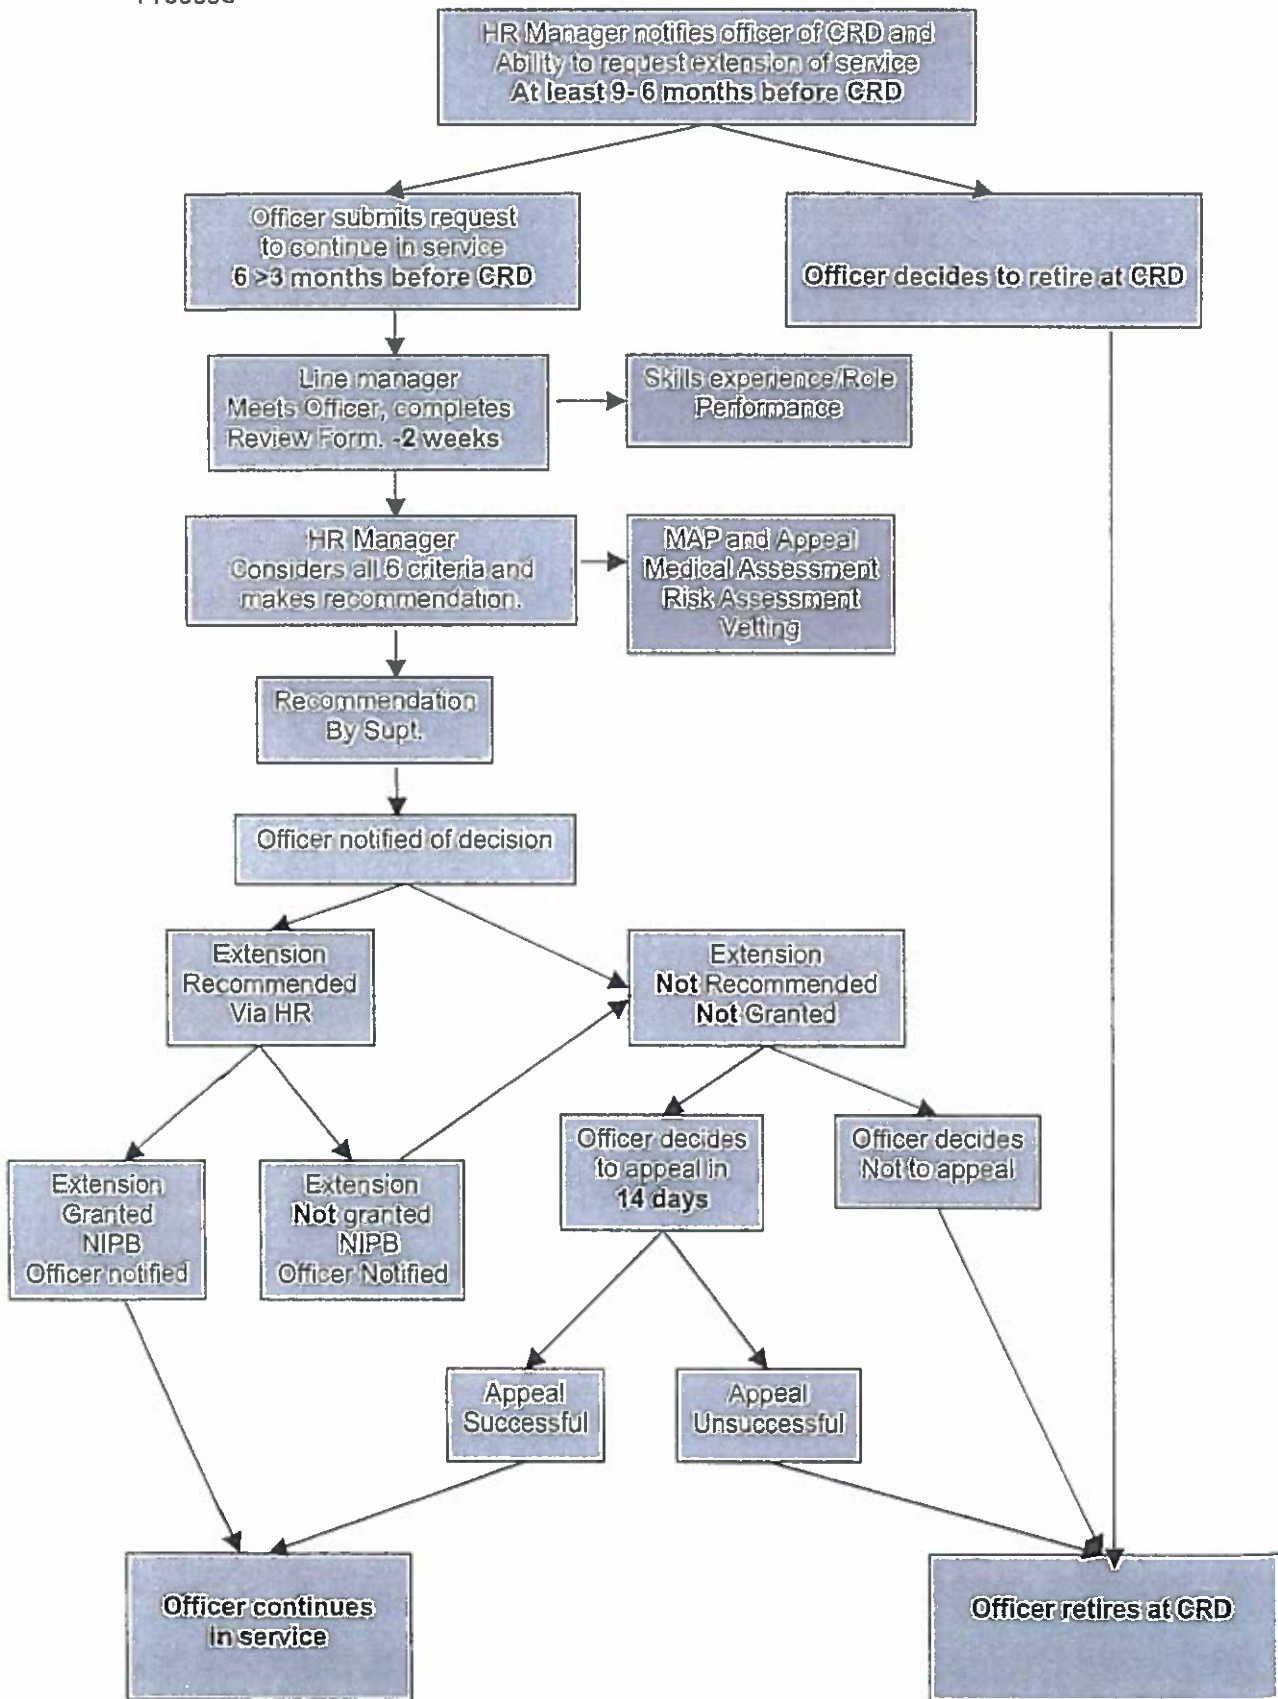 HR Manager notifies officer of CRD and
Ability to request extension of service
At least 9- 6 months before CRD
Officer submits request
to continue in service
6 >3 months before CRD
Officer decides to retire at CRD
Line manager
Meets Officer, completes
Review Form. -2 weeks
Skills experience/Role
Performance
HR Manager
Considers all 6 criteria and
makes recommendation.
MAP and Appeal
Medical Assessment
Risk Assessment
Vetting
Recommendation
By Supt.
Officer notified of decision
Extension
Recommended
Via HR
Extension
Not Recommended
Not Granted
Officer decides
to appeal in
14 days
Officer decides
Not to appeal
Extension
Granted
NIPB
Officer notified
Extension
Not granted
NIPB
Officer Notified
Appeal
Successful
Appeal
Unsuccessful
Officer continues
in service
Officer retires at CRD